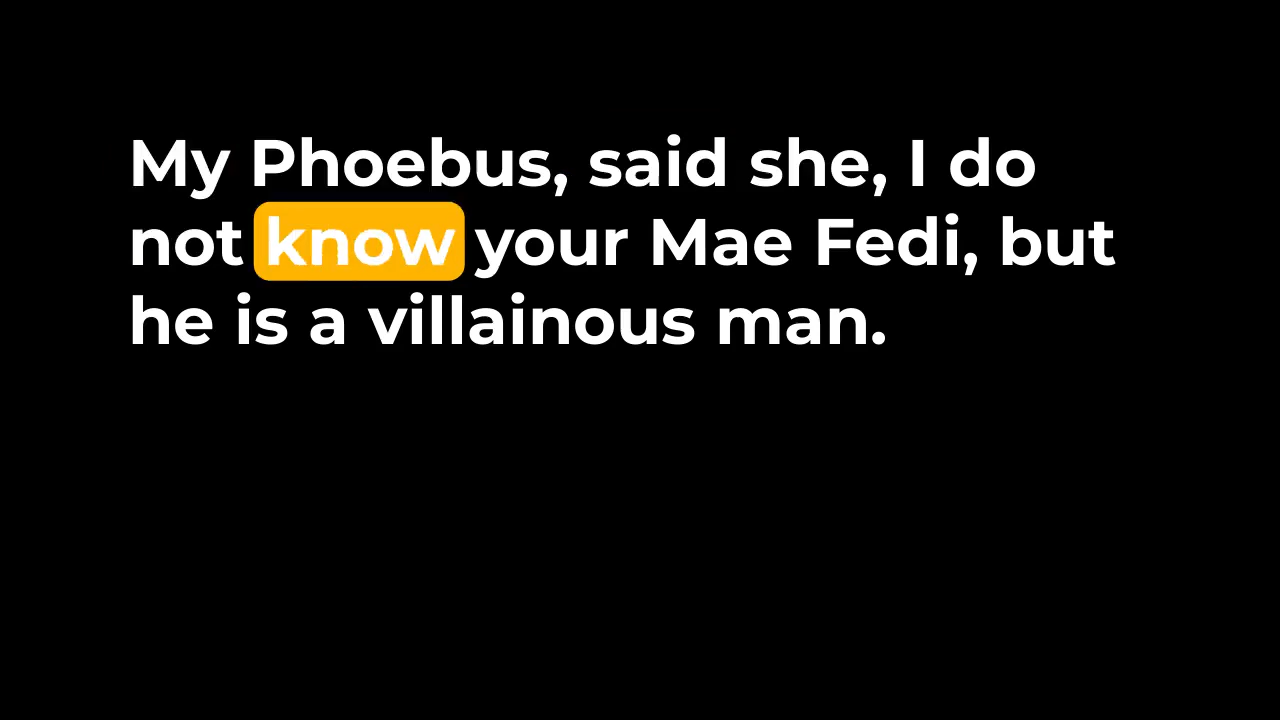 My Phoebus, said she, I do
not know your Mae Fedi, but
he is a villainous man.